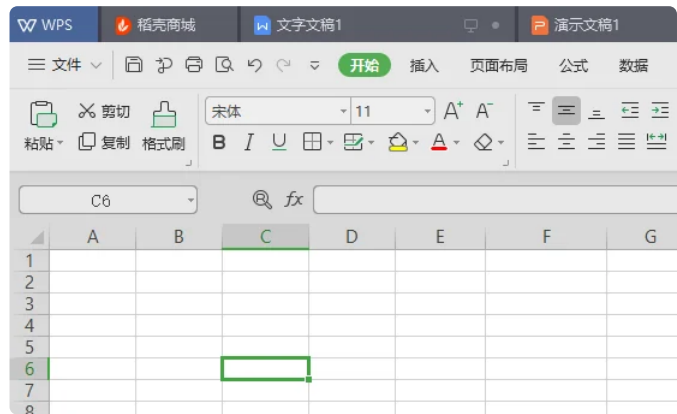 WPS 稻壳商城 文字文稿1 演示文稿1
文件 开始 插入 页面布局 公式 数据
剪切 宋体 11 A+ A-
粘贴 复制 格式刷 B I U A
C6 fx
A B C D E F G
1
2
3
4
5
6
7
8